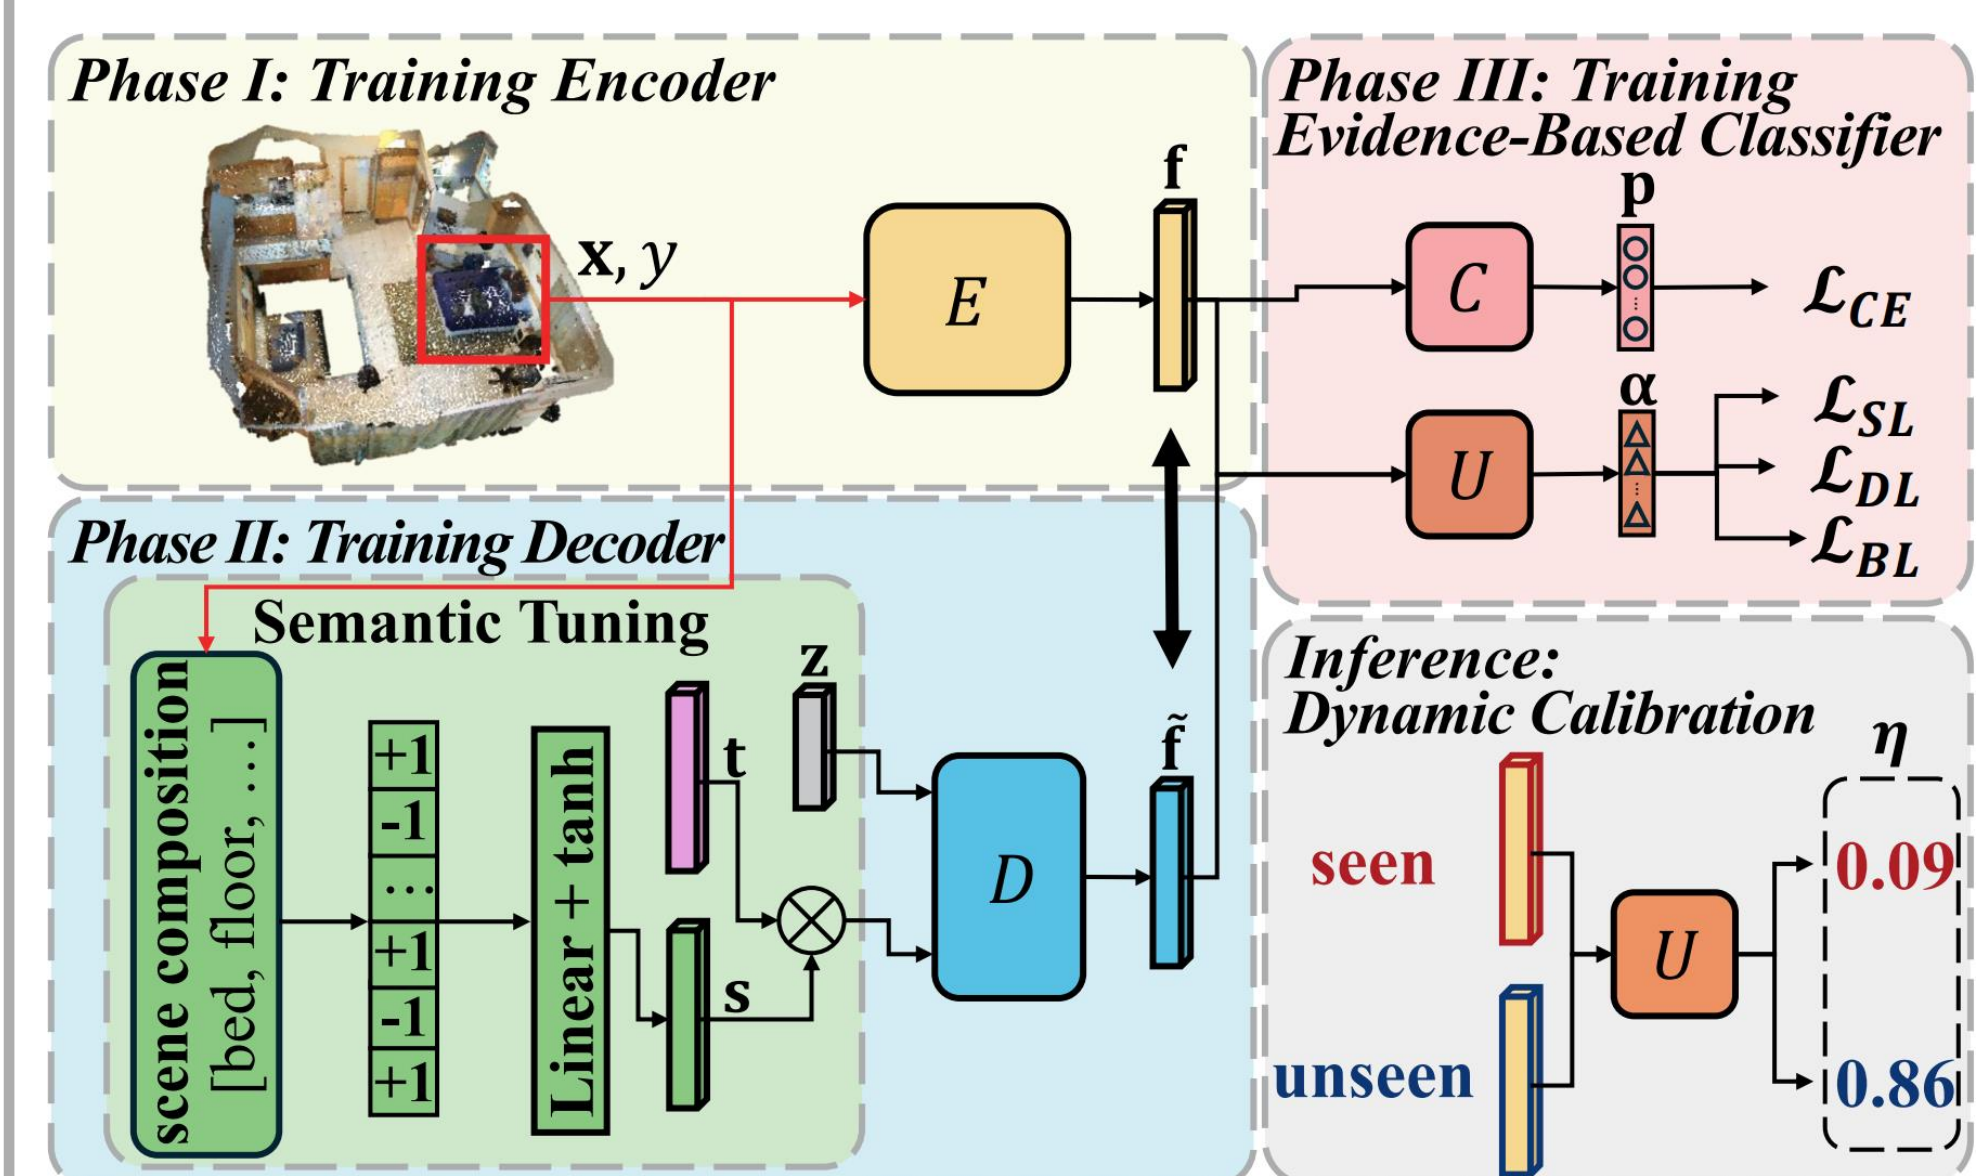 Phase I: Training Encoder
x, y
E
f
Phase II: Training Decoder
Semantic Tuning
scene composition
[bed, floor, ....]
+1
-1
...
+1
-1
+1
Linear + tanh
t
s
z
D
f̃
Phase III: Training
Evidence-Based Classifier
C
p
ℒCE
U
α
ℒSL
ℒDL
ℒBL
Inference:
Dynamic Calibration
η
seen
unseen
U
0.09
0.86